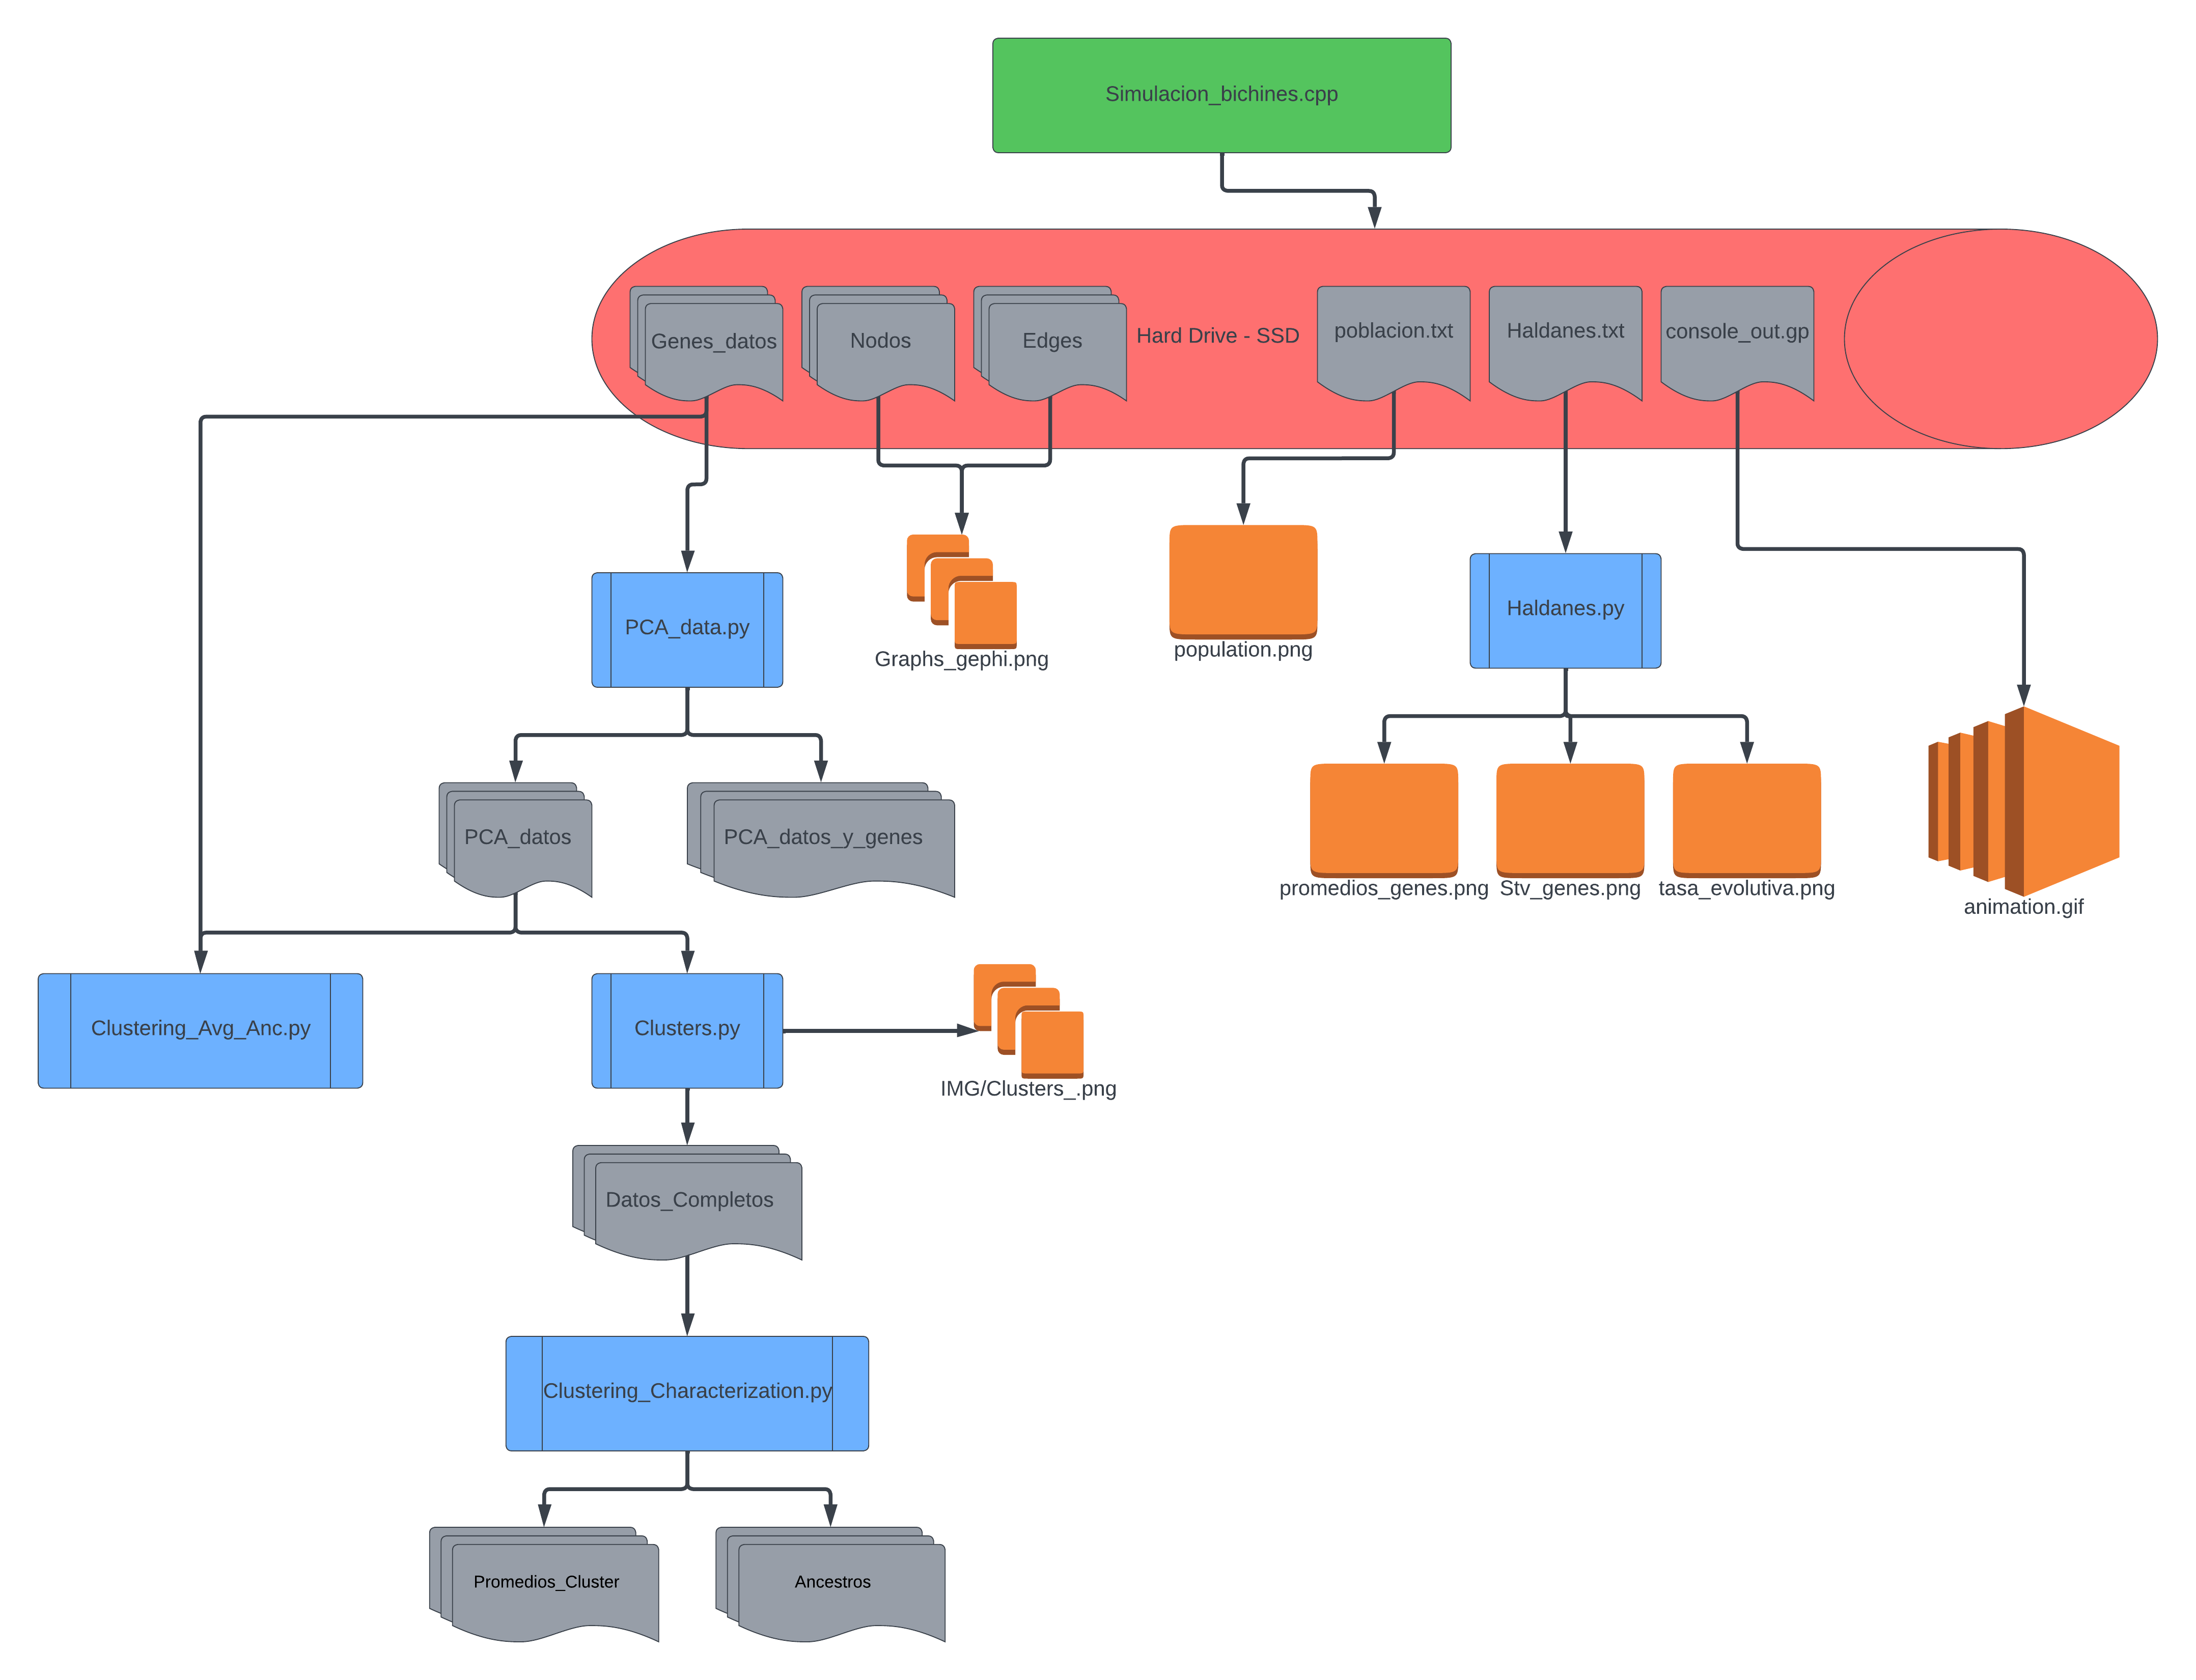 Simulacion_bichines.cpp
Genes_datos
Nodos
Edges
Hard Drive - SSD
poblacion.txt
Haldanes.txt
console_out.gp
PCA_data.py
Graphs_gephi.png
population.png
Haldanes.py
PCA_datos
PCA_datos_y_genes
promedios_genes.png
Stv_genes.png
tasa_evolutiva.png
animation.gif
Clustering_Avg_Anc.py
Clusters.py
IMG/Clusters_.png
Datos_Completos
Clustering_Characterization.py
Promedios_Cluster
Ancestros